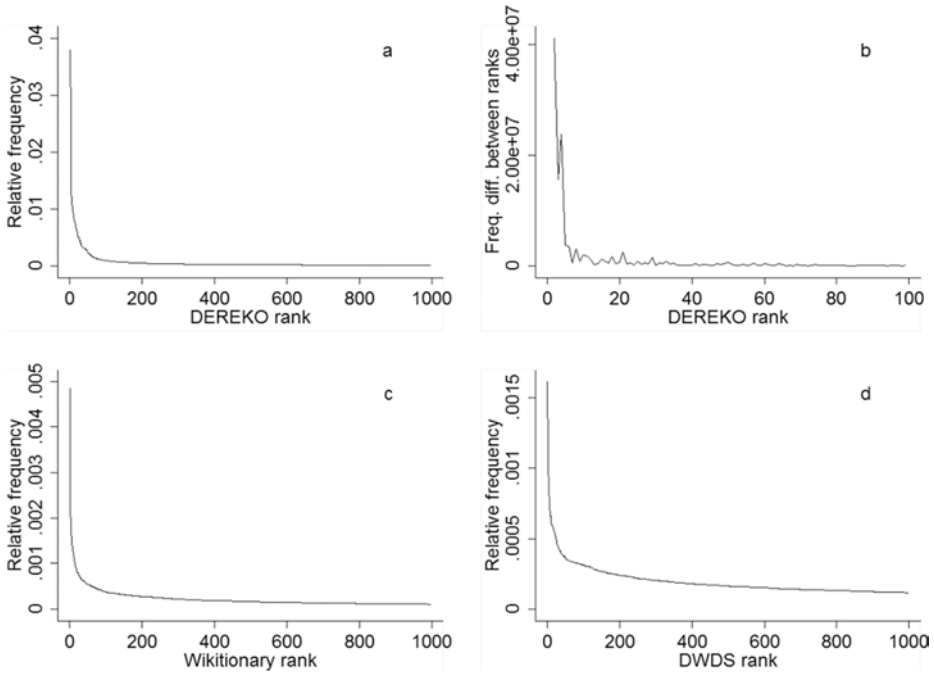 a
Relative frequency
.04
.03
.02
.01
0
0 200 400 600 800 1000
DEREKO rank
b
Freq. diff. between ranks
4.00e+07
2.00e+07
0
0 20 40 60 80 100
DEREKO rank
c
Relative frequency
.005
.004
.003
.002
.001
0
0 200 400 600 800 1000
Wikitionary rank
d
Relative frequency
.0015
.001
.0005
0
0 200 400 600 800 1000
DWDS rank